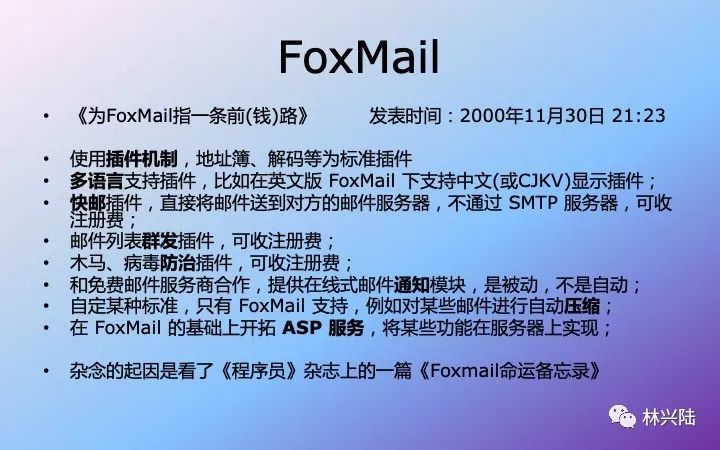 FoxMail
• 《为FoxMail指一条前(钱)路》 发表时间：2000年11月30日 21:23
• 使用插件机制，地址簿、解码等为标准插件
• 多语言支持插件，比如在英文版 FoxMail 下支持中文(或CJKV)显示插件；
• 快邮插件，直接将邮件送到对方的邮件服务器，不通过 SMTP 服务器，可收
注册费；
• 邮件列表群发插件，可收注册费；
• 木马、病毒防治插件，可收注册费；
• 和免费邮件服务商合作，提供在线式邮件通知模块，是被动，不是自动；
• 自定某种标准，只有 FoxMail 支持，例如对某些邮件进行自动压缩；
• 在 FoxMail 的基础上开拓 ASP 服务，将某些功能在服务器上实现；
• 杂念的起因是看了《程序员》杂志上的一篇《Foxmail命运备忘录》
林兴陆